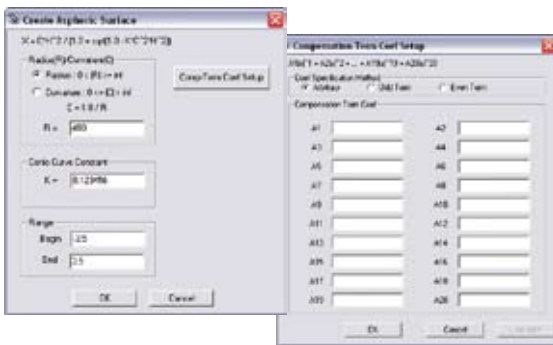 Create Aspheric Surface
Radius(R)/Curvature(C)
Radius : 0 < |R| <= inf
Curvature : 0 <= |C| < inf
C = 1.0 / R
R =
Comp-Term Coef Setup
Conic Curve Constant
K = 0.123456
Range
Begin
End
OK Cancel
Compensation Term Coef Setup
Coef Specification Method
Arbitrary Odd Term Even Term
Compensation Term Coef
A1 A2
A3 A4
A5 A6
A7 A8
A9 A10
A11 A12
A13 A14
A15 A16
A17 A18
A19 A20
OK Cancel